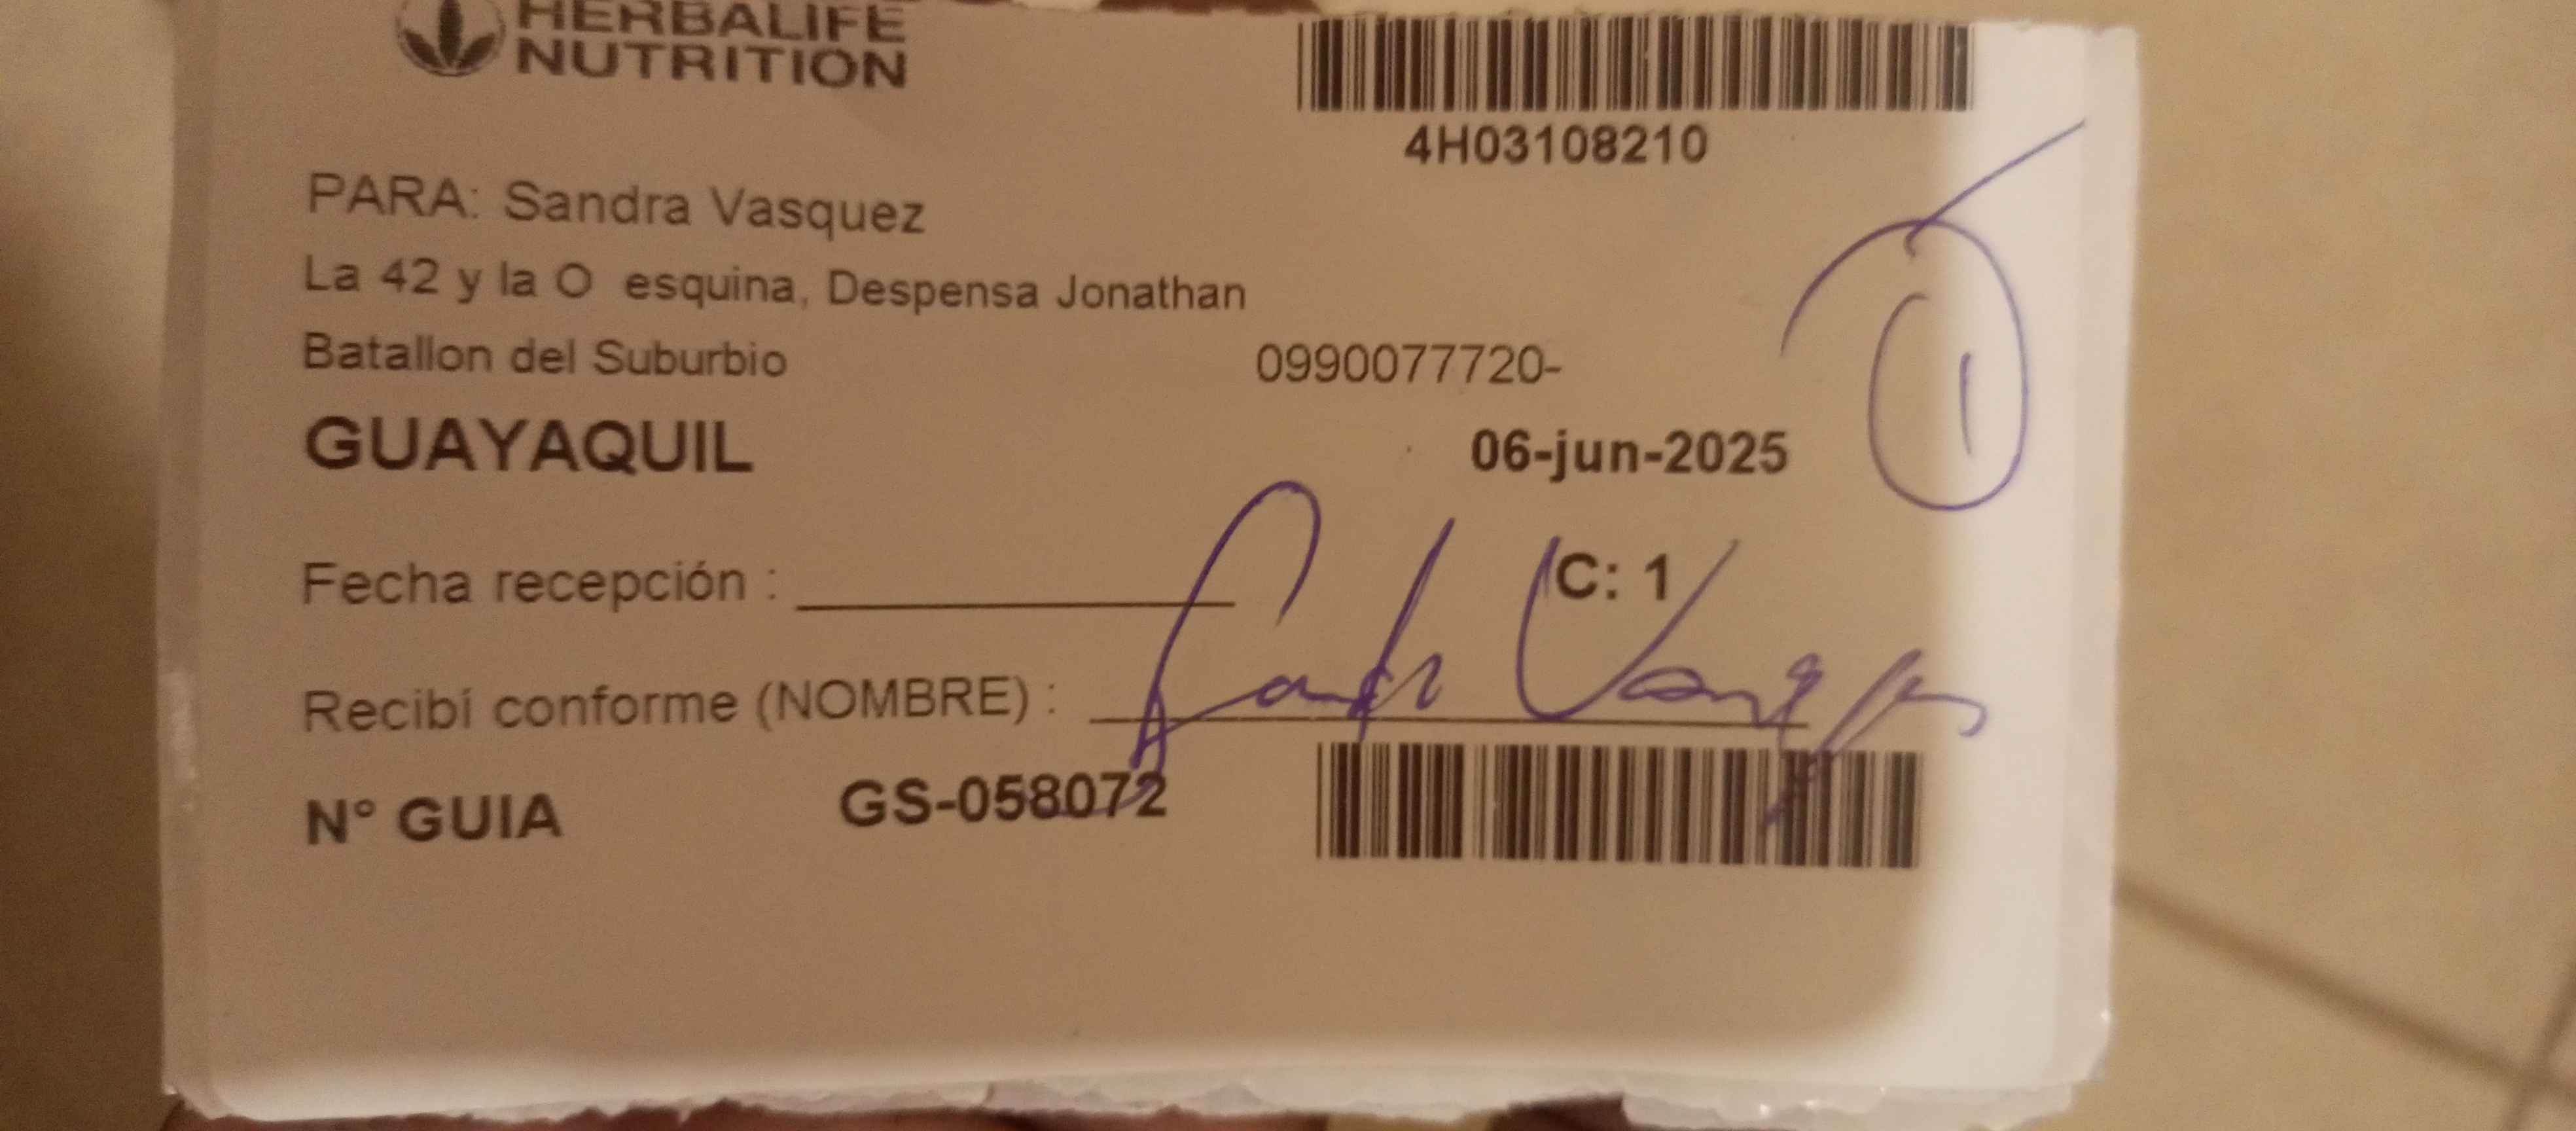 HERBALIFE
NUTRITION
4H03108210
PARA: Sandra Vasquez
La 42 y la O esquina, Despensa Jonathan
Batallon del Suburbio 0990077720-
GUAYAQUIL 06-jun-2025
1
Fecha recepción : C: 1
Recibí conforme (NOMBRE) :
N° GUIA GS-058072